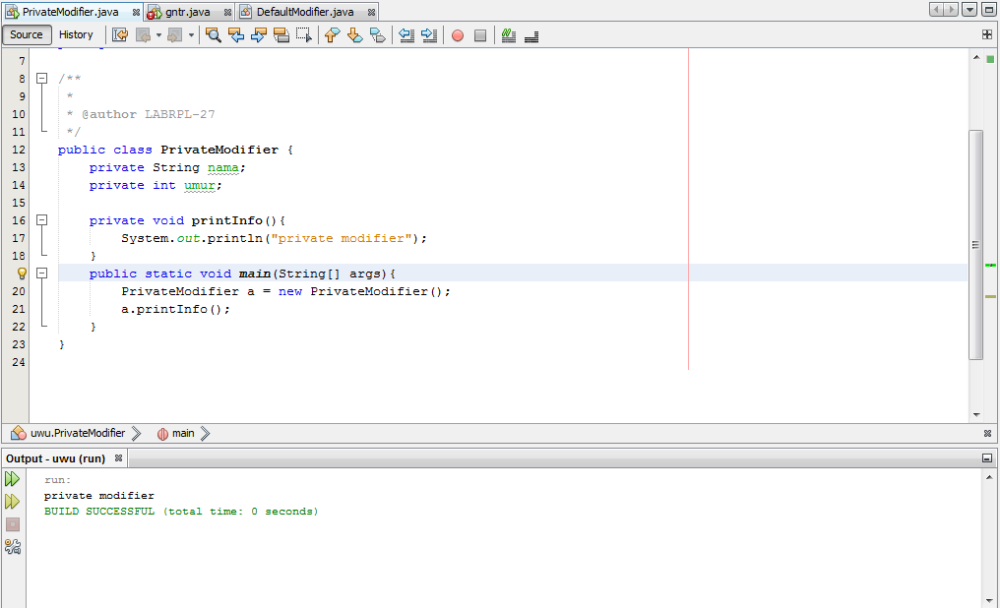 PrivateModifier.java gntr.java DefaultModifier.java
Source History
7
8 /**
9 *
10 * @author LABRPL-27
11 */
12 public class PrivateModifier {
13 private String nama;
14 private int umur;
15
16 private void printInfo(){
17 System.out.println("private modifier");
18 }
public static void main(String[] args){
20 PrivateModifier a = new PrivateModifier();
21 a.printInfo();
22 }
23 }
24
uwu.PrivateModifier main
Output - uwu (run)
run:
private modifier
BUILD SUCCESSFUL (total time: 0 seconds)